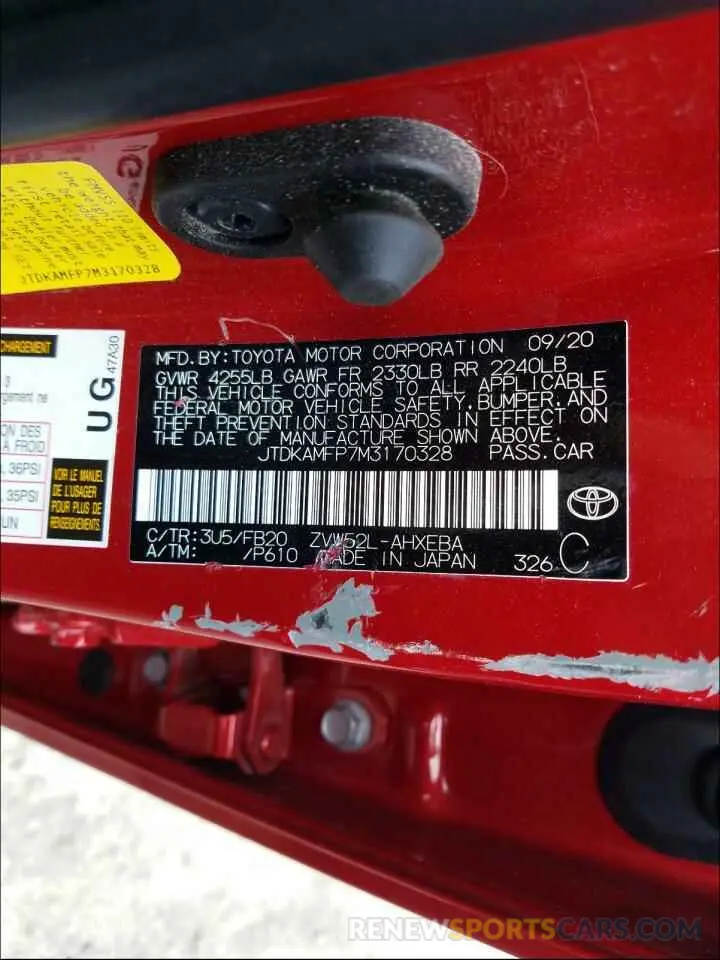 FMVSS
JTDKAMFP7M3170328
CHARGEMENT
UG
47A30
36PSI
35PSI
VOIR LE MANUEL
DE L'USAGER
POUR PLUS DE
RENSEIGNEMENTS.
MFD. BY: TOYOTA MOTOR CORPORATION 09/20
GVWR 4255LB GAWR FR 2330LB RR 2240LB
THIS VEHICLE CONFORMS TO ALL APPLICABLE
FEDERAL MOTOR VEHICLE SAFETY, BUMPER, AND
THEFT PREVENTION STANDARDS IN EFFECT ON
THE DATE OF MANUFACTURE SHOWN ABOVE.
JTDKAMFP7M3170328 PASS. CAR
C/TR: 3U5/FB20 ZVW52L-AHXEBA
A/TM: /P610 MADE IN JAPAN 326 C
RENEWSPORTSCARS.COM